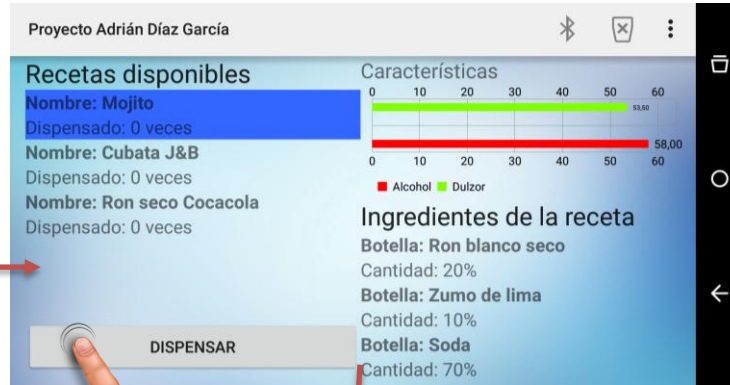 Proyecto Adrián Díaz García
Recetas disponibles
Nombre: Mojito
Dispensado: 0 veces
Nombre: Cubata J&B
Dispensado: 0 veces
Nombre: Ron seco Cocacola
Dispensado: 0 veces
DISPENSAR
Características
0 10 20 30 40 50 60
53,50
58,00
0 10 20 30 40 50 60
Alcohol Dulzor
Ingredientes de la receta
Botella: Ron blanco seco
Cantidad: 20%
Botella: Zumo de lima
Cantidad: 10%
Botella: Soda
Cantidad: 70%